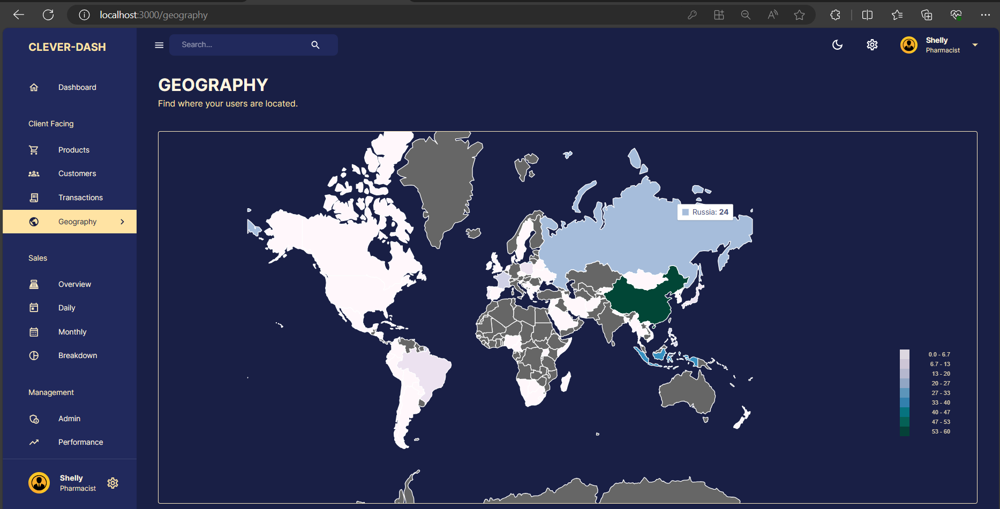 localhost:3000/geography
CLEVER-DASH
Search...
Shelly
Pharmacist
Dashboard
Client Facing
Products
Customers
Transactions
Geography
Sales
Overview
Daily
Monthly
Breakdown
Management
Admin
Performance
Shelly
Pharmacist
GEOGRAPHY
Find where your users are located.
Russia: 24
0.0 - 6.7
6.7 - 13
13 - 20
20 - 27
27 - 33
33 - 40
40 - 47
47 - 53
53 - 60